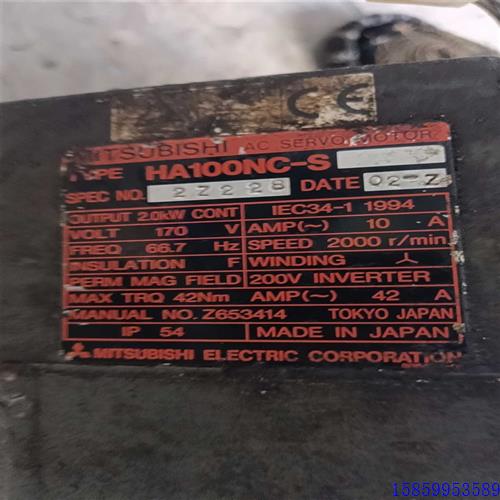 CE
MITSUBISHI AC SERVO MOTOR
TYPE HA100NC-S
SPEC NO. 27228 DATE 02-7
OUTPUT 2.0kW CONT IEC34-1 1994
VOLT 170 V AMP(~) 10 A
FREQ 66.7 Hz SPEED 2000 r/min
INSULATION F WINDING
PERM MAG FIELD 200V INVERTER
MAX TRQ 42Nm AMP(~) 42 A
MANUAL NO. Z653414 TOKYO JAPAN
IP 54 MADE IN JAPAN
MITSUBISHI ELECTRIC CORPORATION
15859953589